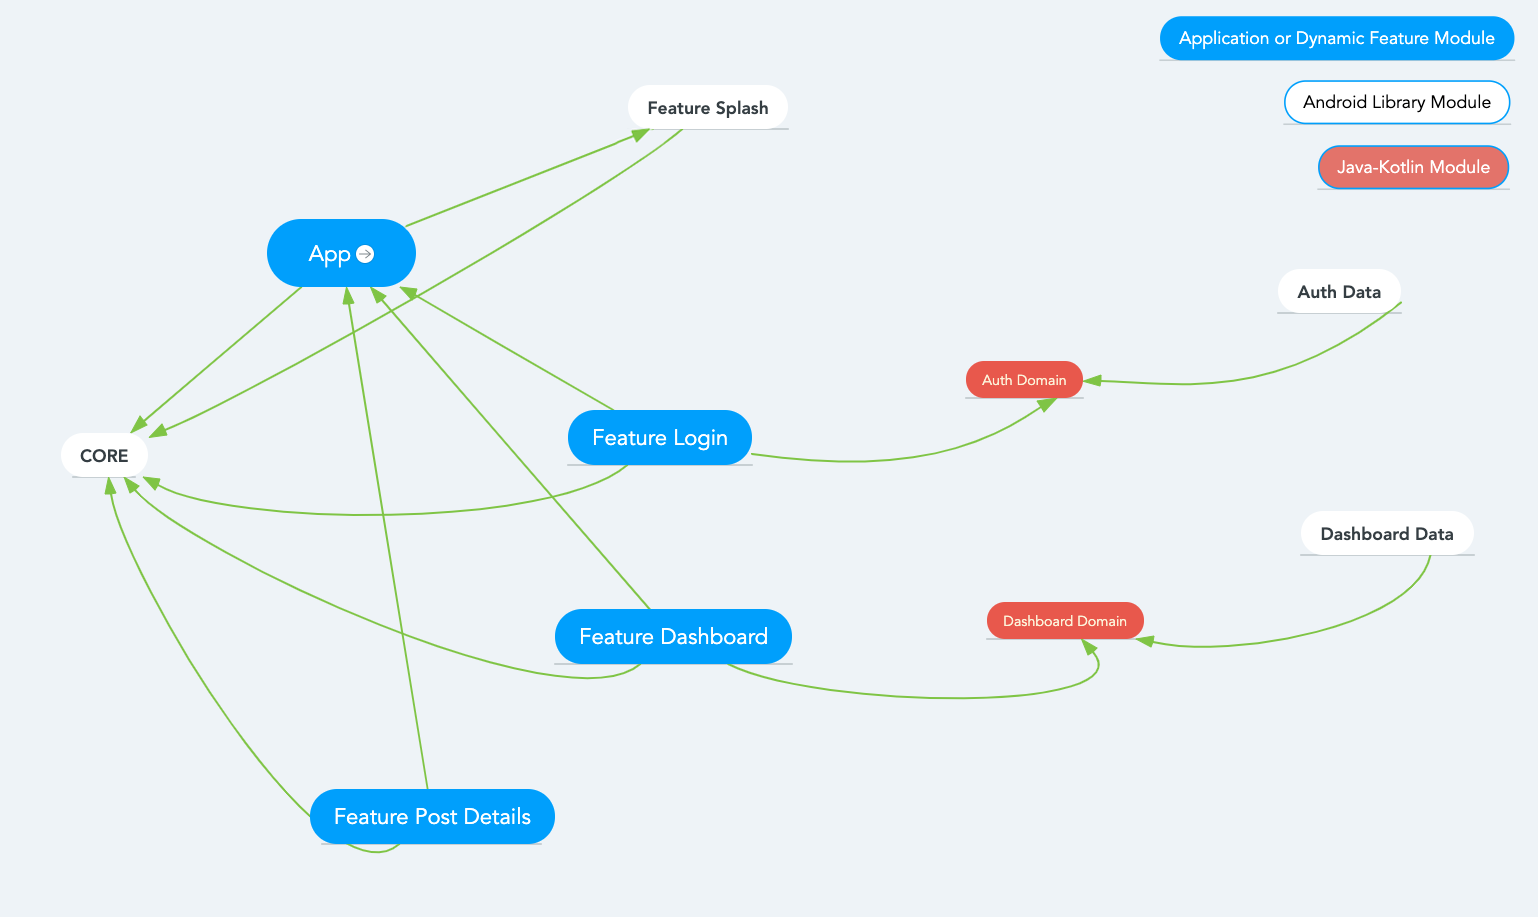 Application or Dynamic Feature Module
Android Library Module
Java-Kotlin Module
Feature Splash
App
Auth Data
Auth Domain
Feature Login
CORE
Dashboard Data
Dashboard Domain
Feature Dashboard
Feature Post Details